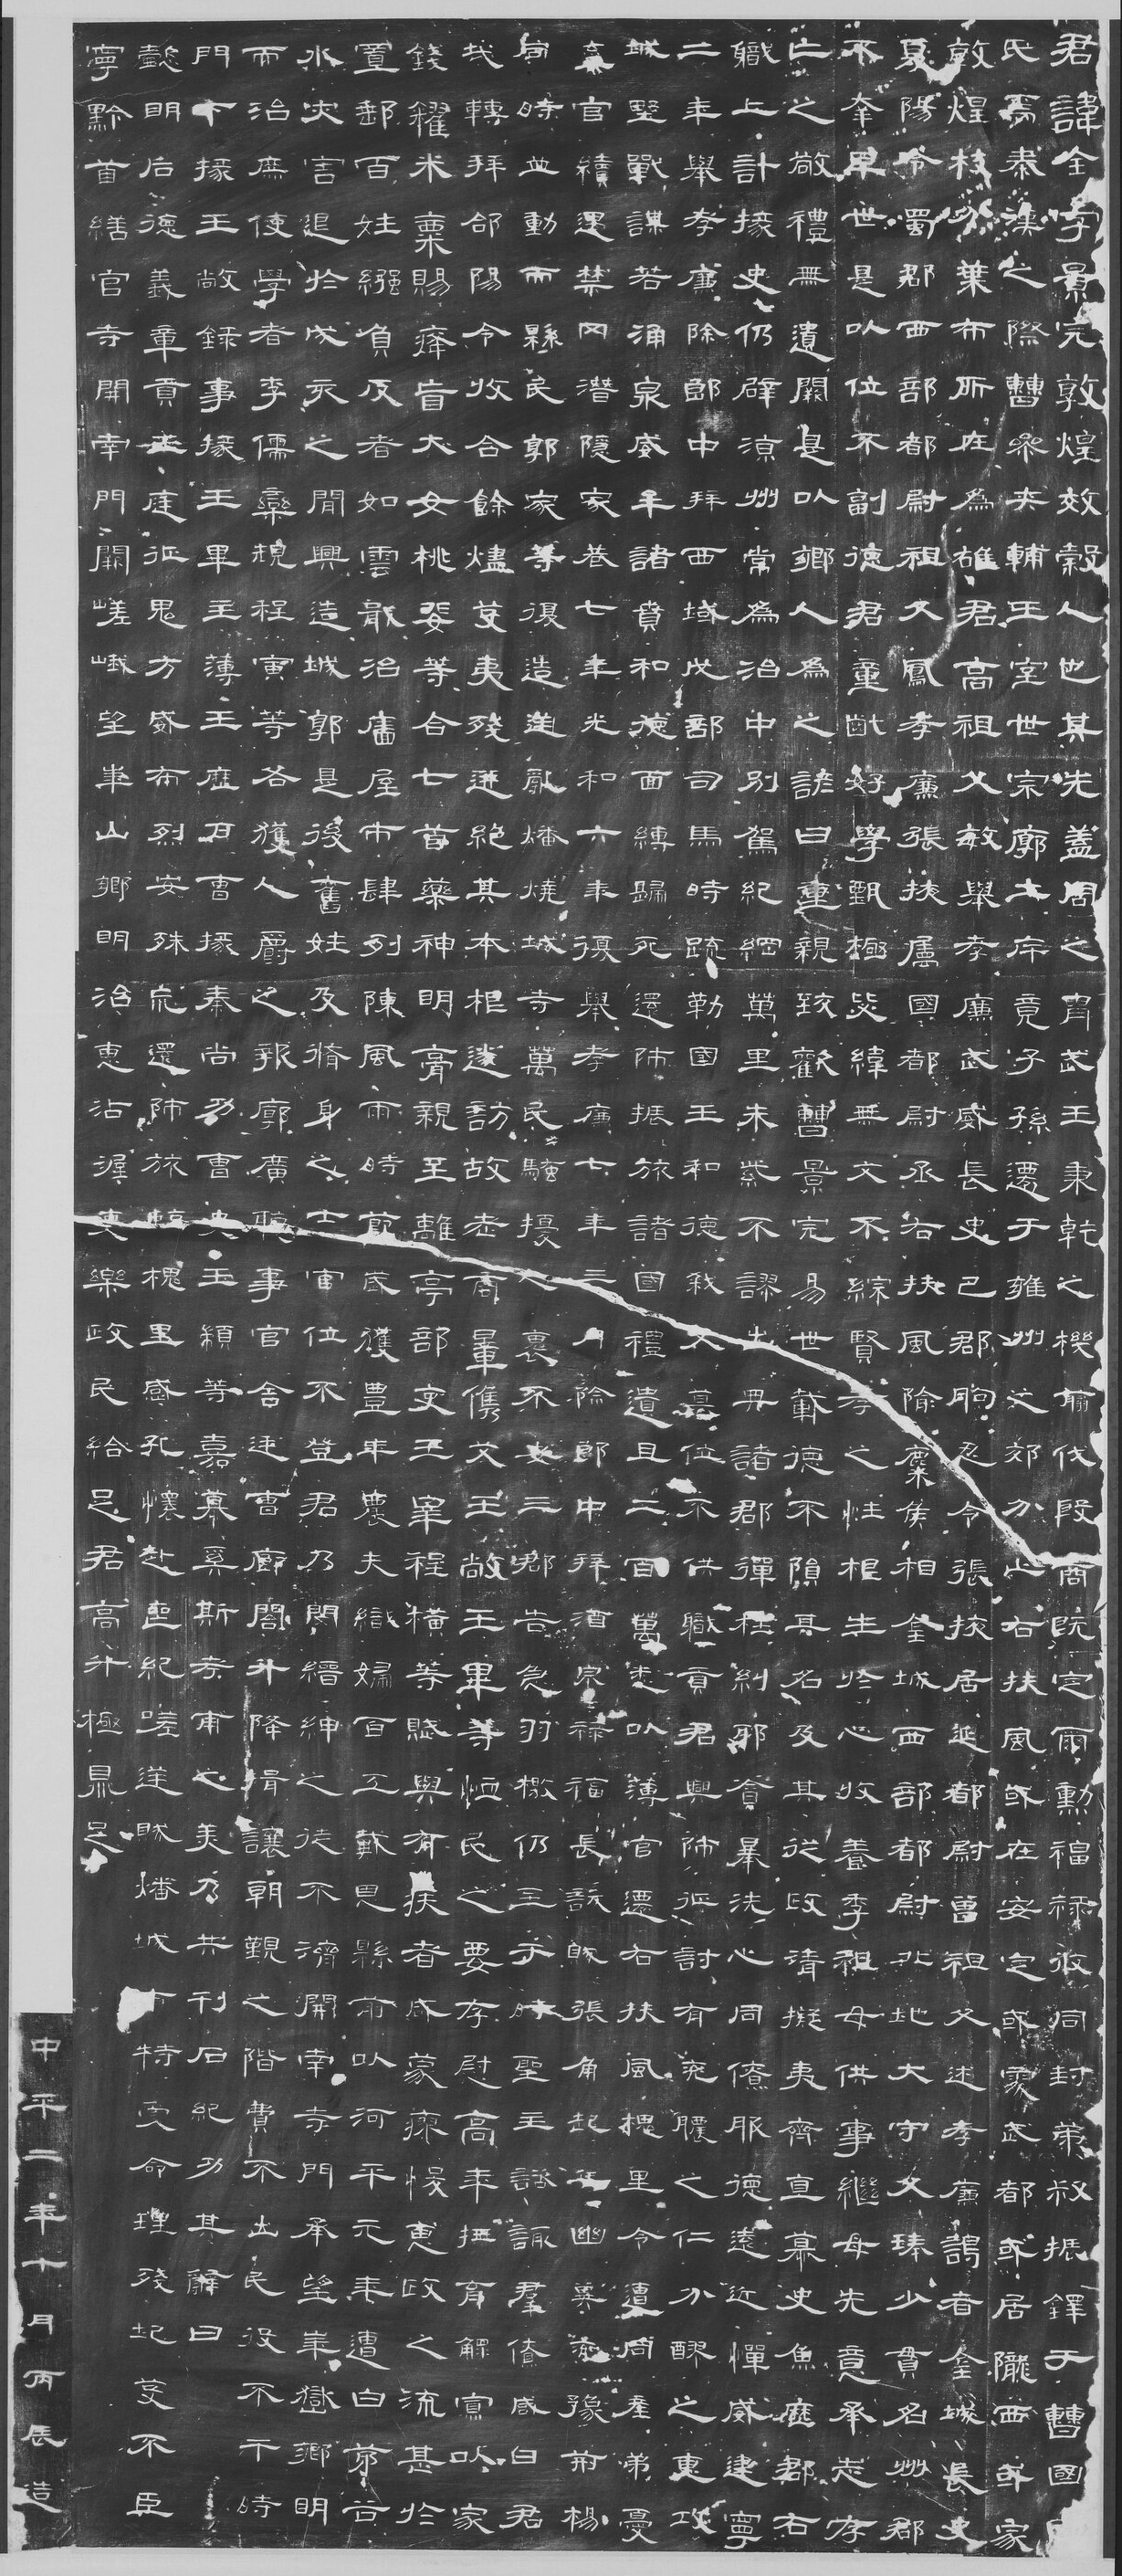 君諱全字景完敦煌效穀人也其先蓋周之胄武王秉乾之機翦伐殷商既定爾勳福祿攸同封弟叔振鐸于曹國
氏焉秦漢之際曹參夾輔王室世宗廓土斥竟子孫遷于雍州之郊分止右扶風或在安定或處武都或居隴西或家
敦煌枝分葉布所在為雄君高祖父敏舉孝廉武威長史巴郡朐忍令張掖居延都尉曾祖父述孝廉謁者金城長史
夏陽令蜀郡西部都尉祖父鳳孝廉張掖屬國都尉丞右扶風隃麋侯相金城西部都尉北地大守父琫少貫名州郡
不幸早世是以位不副德君童齔好學甄極毖緯無文不綜賢孝之性根生於心收養季祖母供事繼母先意承志存
亡之敬禮無遺闕是以鄉人為之諺曰重親致歡曹景完易世載德不隕其名及其從政清擬夷齊直慕史魚歷郡右
職上計掾史仍辟涼州常為治中別駕紀綱萬里朱紫不謬出典諸郡彈枉糾邪貪暴洗心同僚服德遠近憚威建寧
二年舉孝廉除郎中拜西域戊部司馬時疏勒國王和德弒父篡位不供職貢君興師征討有兗膿之仁分醪之惠攻
城野戰謀若涌泉威牟諸賁和德面縛歸死還師振旅諸國禮遺且二百萬悉以薄官遷右扶風槐里令遭同產弟憂
棄官續遇禁罔潛隱家巷七年光和六年復舉孝廉七年三月除郎中拜酒泉祿福長訞賊張角起兵幽冀兗豫荊楊
同時並動而縣民郭家等復造逆亂燔燒城寺萬民騷擾人褱不安三郡告急羽檄仍至于時聖主諮諏群僚咸曰君
哉轉拜郃陽令收合餘燼芟夷殘迸絕其本根遂訪故老商量儁艾王敞王畢等恤民之要存慰高年撫育鰥寡以家
錢糴米粟賜癃盲大女桃婓等合七首藥神明膏親至離亭部吏王宰程橫等賦與有疾者咸蒙瘳悛惠政之流甚於
置郵百姓繦負反者如雲戢治廧屋市肆列陳風雨時節歲獲豐年農夫織婦百工戴恩縣前以河平元年遭白茅谷
水災害退於戌亥之間興造城郭是後舊姓及脩身之士官位不登君乃閔縉紳之徒不濟開南寺門承望華嶽鄉明
而治庶使學者李儒欒規程寅等各獲人爵之報廓廣聽事官舍廷曹廊閣升降揖讓朝覲之階費不出民役不干時
門下掾王敞錄事掾王畢主薄王歷戶曹掾秦尚功曹史王顓等嘉慕奚斯考甫之美乃共刊石紀功其辭曰
懿明后德義章貢王庭征鬼方威布烈安殊荒還師旅臨槐里感孔懷赴喪紀嗟逆賊燔城市特受命理殘圮芟不臣
寧黔首繕官寺開南門闕嵯峨望華山鄉明治惠沾渥吏樂政民給足君高升極鼎足
中平二年十月丙辰造